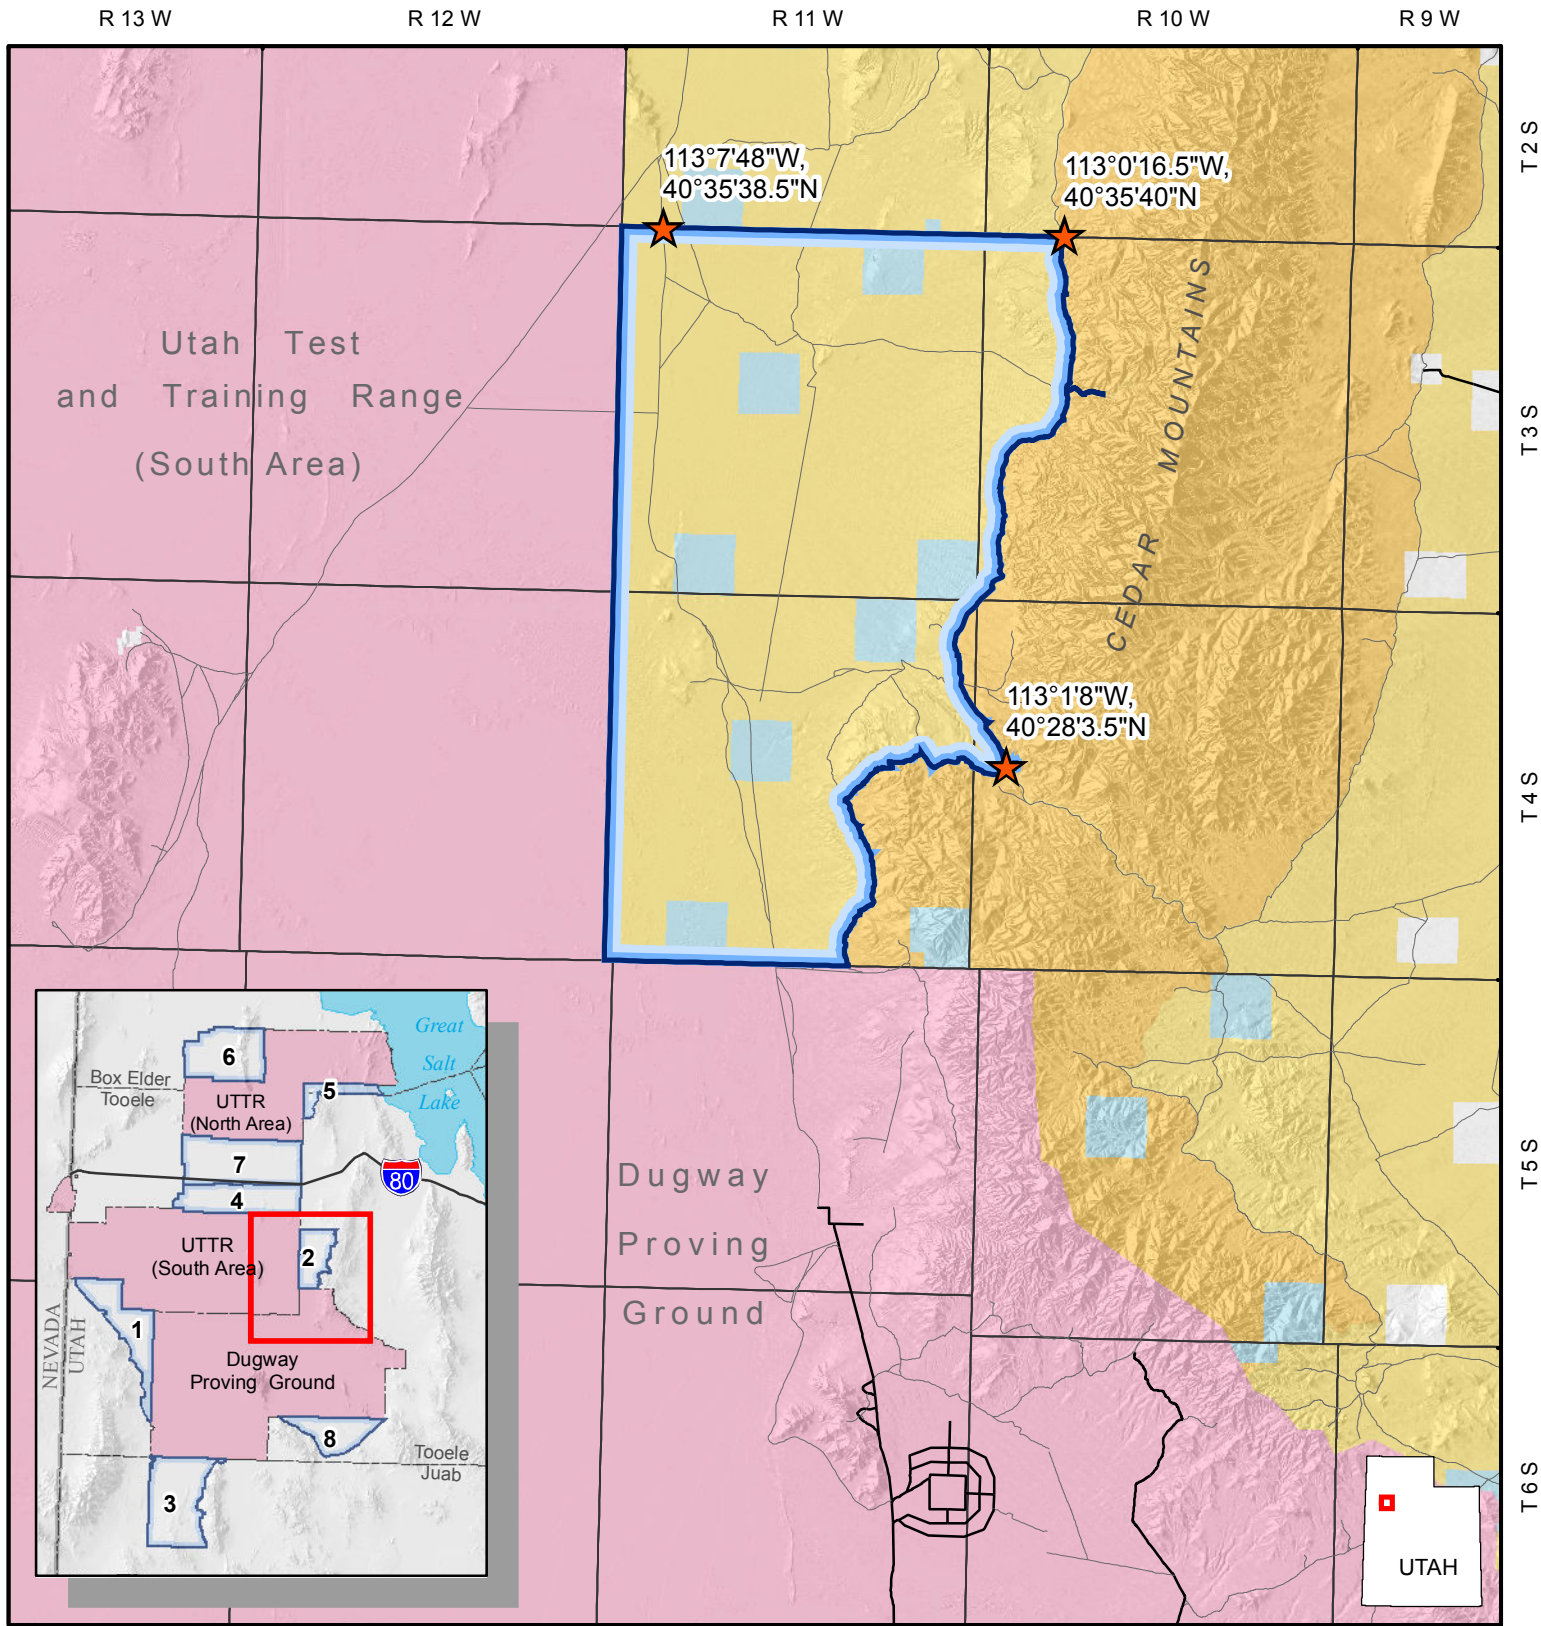 R 13 W
R 12 W
R 11 W
R 10 W
R 9 W
T 2 S
T 3 S
T 4 S
T 5 S
T 6 S
113°7'48"W,
40°35'38.5"N
113°0'16.5"W,
40°35'40"N
Utah Test
and Training Range
(South Area)
CEDAR MOUNTAINS
113°1'8"W,
40°28'3.5"N
Dugway
Proving
Ground
Great
Salt
Lake
6
Box Elder
Tooele
5
UTTR
(North Area)
7
80
4
UTTR
(South Area)
2
1
NEVADA
UTAH
Dugway
Proving Ground
8
Tooele
Juab
3
UTAH